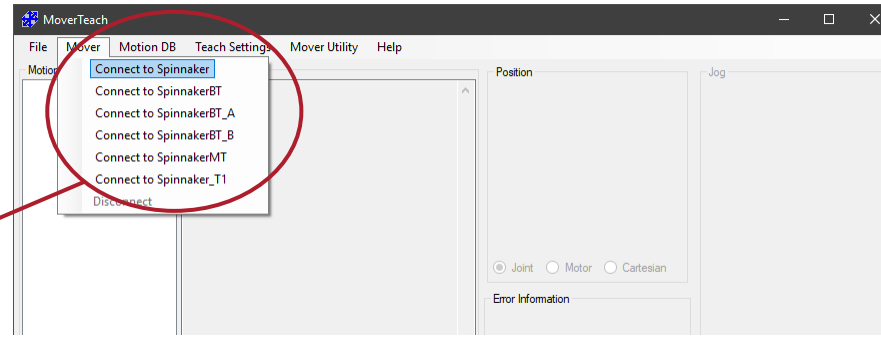 MoverTeach
File Mover Motion DB Teach Settings Mover Utility Help
Motion
Connect to Spinnaker
Connect to SpinnakerBT
Connect to SpinnakerBT_A
Connect to SpinnakerBT_B
Connect to SpinnakerMT
Connect to Spinnaker_T1
Disconnect
Position
Joint Motor Cartesian
Error Information
Jog